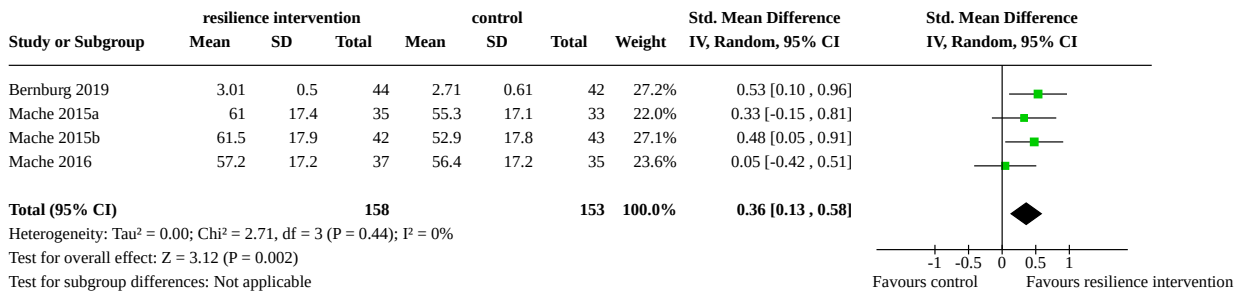 resilience intervention control Std. Mean Difference Std. Mean Difference
Study or Subgroup Mean SD Total Mean SD Total Weight IV, Random, 95% CI IV, Random, 95% CI
Bernburg 2019 3.01 0.5 44 2.71 0.61 42 27.2% 0.53 [0.10 , 0.96]
Mache 2015a 61 17.4 35 55.3 17.1 33 22.0% 0.33 [-0.15 , 0.81]
Mache 2015b 61.5 17.9 42 52.9 17.8 43 27.1% 0.48 [0.05 , 0.91]
Mache 2016 57.2 17.2 37 56.4 17.2 35 23.6% 0.05 [-0.42 , 0.51]
Total (95% CI) 158 153 100.0% 0.36 [0.13 , 0.58]
Heterogeneity: Tau² = 0.00; Chi² = 2.71, df = 3 (P = 0.44); I² = 0%
Test for overall effect: Z = 3.12 (P = 0.002) -1 -0.5 0 0.5 1
Test for subgroup differences: Not applicable Favours control Favours resilience intervention